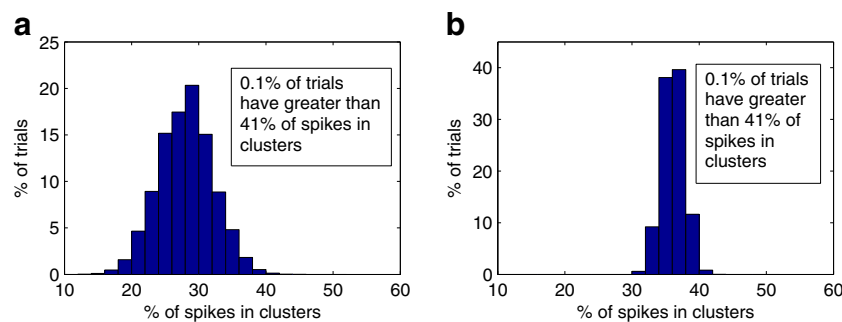 a
25
20
15
10
5
0
% of trials
0.1% of trials
have greater than
41% of spikes in
clusters
10 20 30 40 50 60
% of spikes in clusters
b
40
30
20
10
0
% of trials
0.1% of trials
have greater
than 41% of
spikes in
clusters
10 20 30 40 50 60
% of spikes in clusters